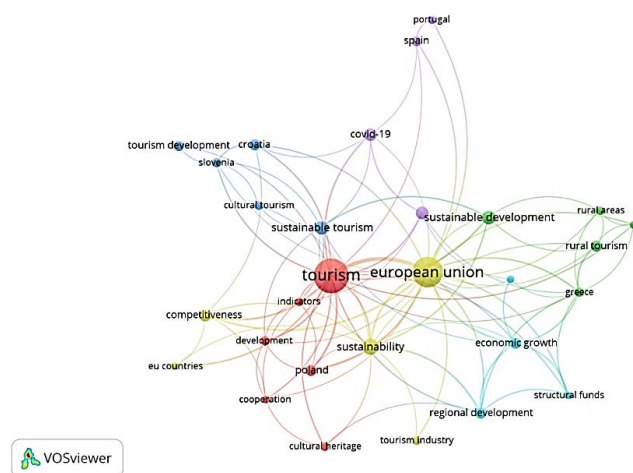 portugal
spain
covid-19
tourism development
croatia
slovenia
cultural tourism
sustainable tourism
sustainable development
rural areas
rural tourism
tourism
european union
greece
indicators
competitiveness
development
sustainability
economic growth
eu countries
poland
structural funds
cooperation
regional development
cultural heritage
tourism industry
VOSviewer